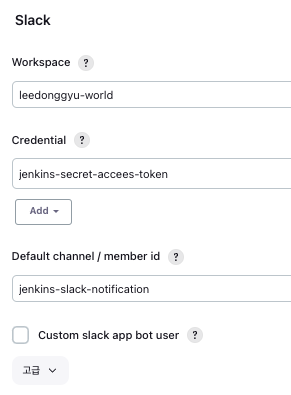 Slack
Workspace ?
leedonggyu-world
Credential ?
jenkins-secret-accees-token
Add
Default channel / member id ?
jenkins-slack-notification
Custom slack app bot user ?
고급